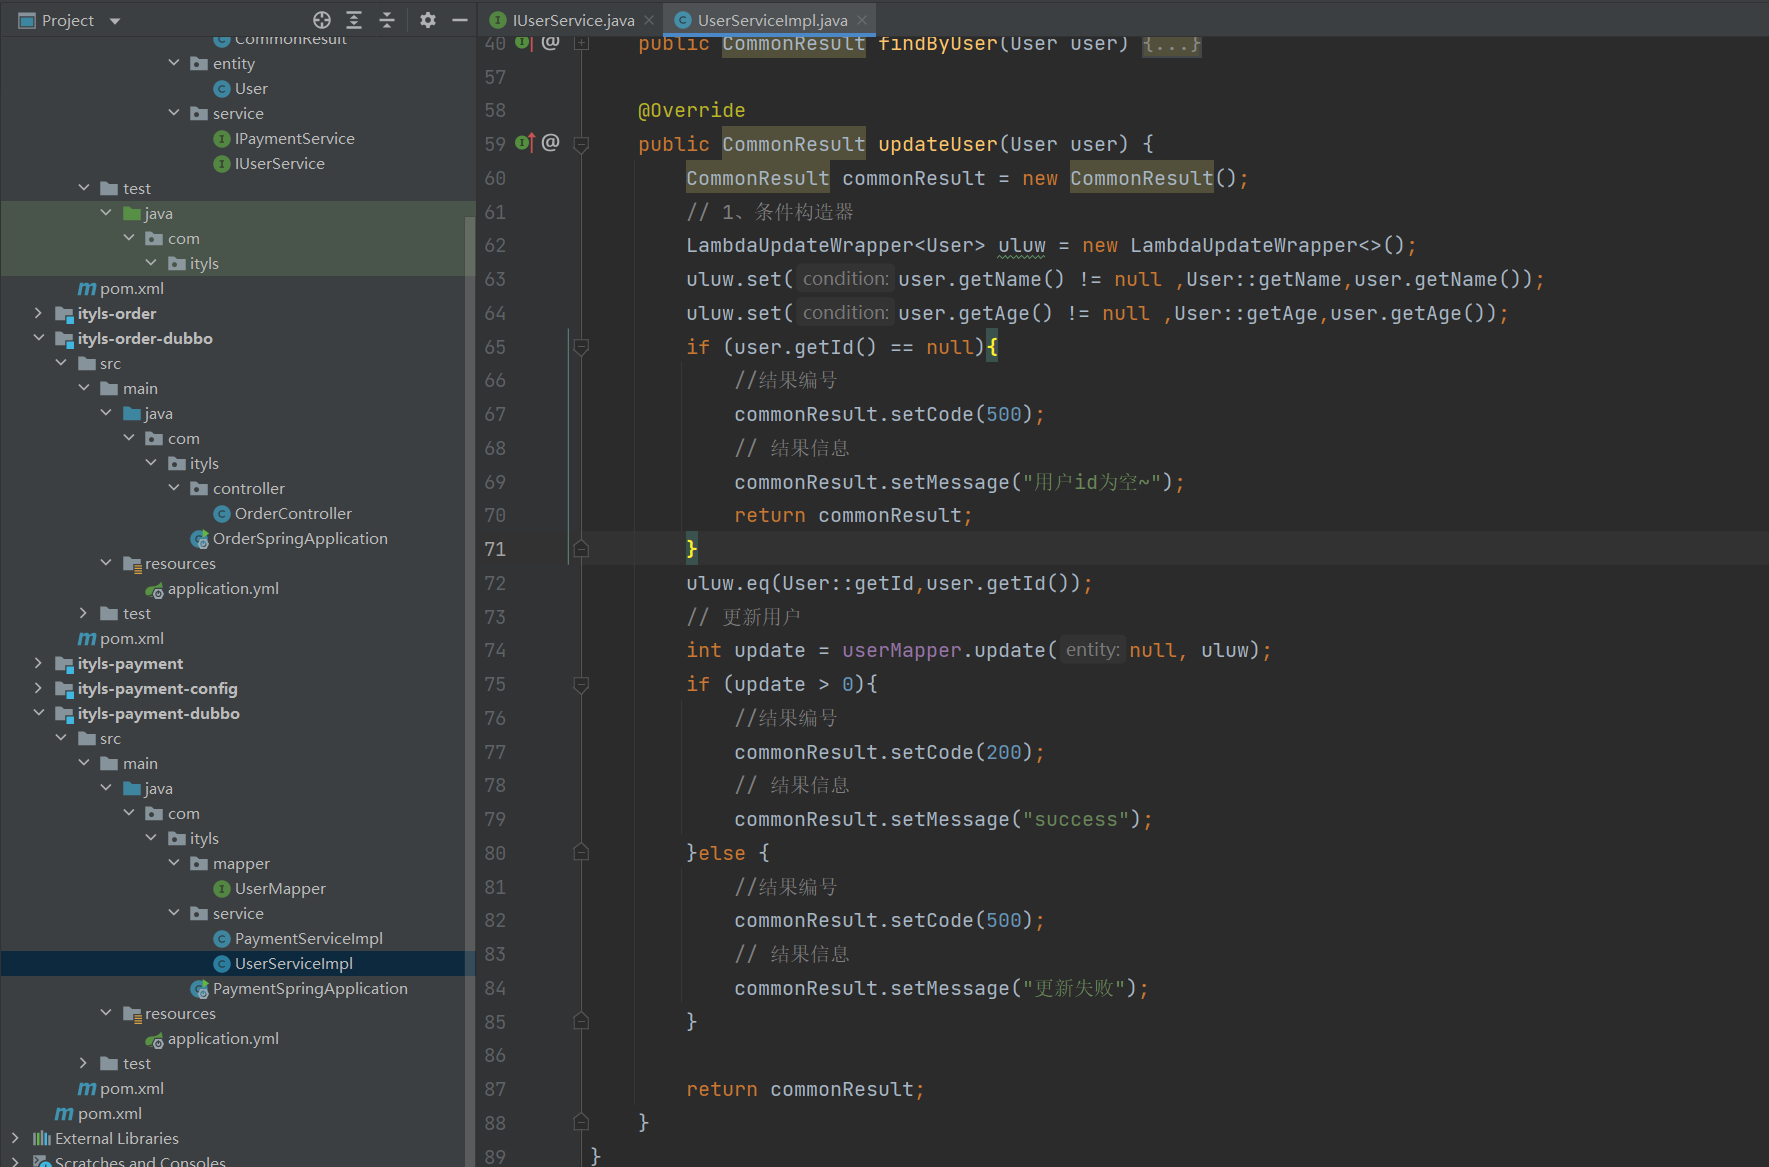 Project
IUserService.java
UserServiceImpl.java
CommonResult
entity
User
service
IPaymentService
IUserService
test
java
com
ityls
pom.xml
ityls-order
ityls-order-dubbo
src
main
java
com
ityls
controller
OrderController
OrderSpringApplication
resources
application.yml
test
pom.xml
ityls-payment
ityls-payment-config
ityls-payment-dubbo
src
main
java
com
ityls
mapper
UserMapper
service
PaymentServiceImpl
UserServiceImpl
PaymentSpringApplication
resources
application.yml
test
pom.xml
pom.xml
External Libraries
Scratches and Consoles
40 @ public CommonResult findByUser(User user) {...}
57
58 @Override
59 @ public CommonResult updateUser(User user) {
60 CommonResult commonResult = new CommonResult();
61 // 1、条件构造器
62 LambdaUpdateWrapper<User> uluw = new LambdaUpdateWrapper<>();
63 uluw.set( condition: user.getName() != null ,User::getName,user.getName());
64 uluw.set( condition: user.getAge() != null ,User::getAge,user.getAge());
65 if (user.getId() == null){
66 //结果编号
67 commonResult.setCode(500);
68 // 结果信息
69 commonResult.setMessage("用户id为空~");
70 return commonResult;
71 }
72 uluw.eq(User::getId,user.getId());
73 // 更新用户
74 int update = userMapper.update( entity: null, uluw);
75 if (update > 0){
76 //结果编号
77 commonResult.setCode(200);
78 // 结果信息
79 commonResult.setMessage("success");
80 }else {
81 //结果编号
82 commonResult.setCode(500);
83 // 结果信息
84 commonResult.setMessage("更新失败");
85 }
86
87 return commonResult;
88 }
89 }